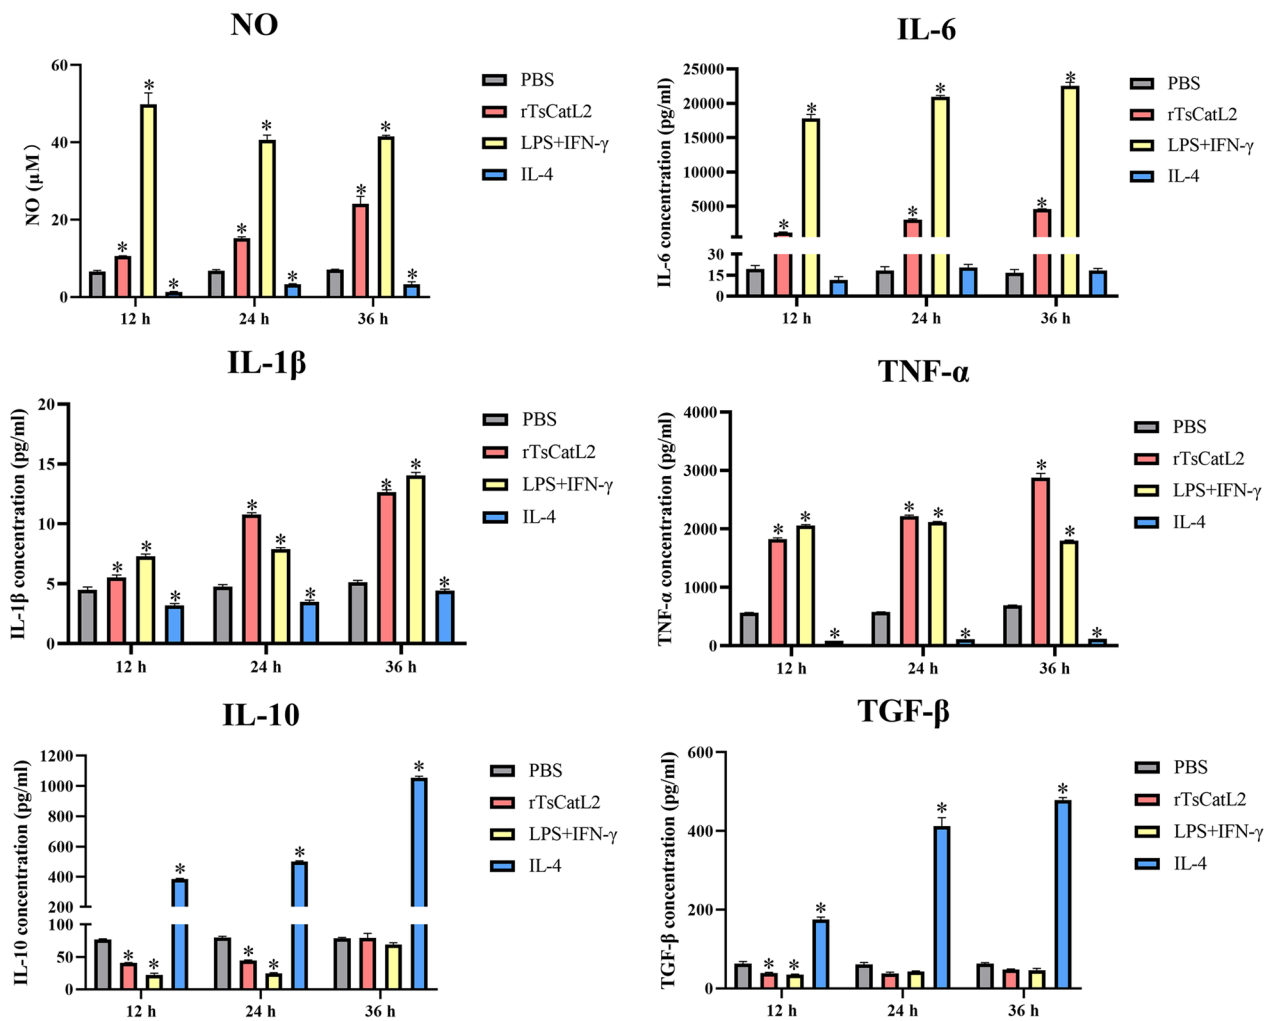 NO
NO (μM)
60
40
20
0
*
*
*
*
*
*
*
*
*
12 h
24 h
36 h
PBS
rTsCatL2
LPS+IFN-γ
IL-4
IL-6
IL-6 concentration (pg/ml)
25000
20000
15000
10000
5000
30
15
0
*
*
*
*
*
*
12 h
24 h
36 h
PBS
rTsCatL2
LPS+IFN-γ
IL-4
IL-1β
IL-1β concentration (pg/ml)
20
15
10
5
0
*
*
*
*
*
*
*
*
*
12 h
24 h
36 h
PBS
rTsCatL2
LPS+IFN-γ
IL-4
TNF-α
TNF-α concentration (pg/ml)
4000
3000
2000
1000
0
*
*
*
*
*
*
*
*
*
12 h
24 h
36 h
PBS
rTsCatL2
LPS+IFN-γ
IL-4
IL-10
IL-10 concentration (pg/ml)
1200
1000
800
600
400
200
100
50
0
*
*
*
*
*
*
*
12 h
24 h
36 h
PBS
rTsCatL2
LPS+IFN-γ
IL-4
TGF-β
TGF-β concentration (pg/ml)
600
400
200
0
*
*
*
*
*
12 h
24 h
36 h
PBS
rTsCatL2
LPS+IFN-γ
IL-4